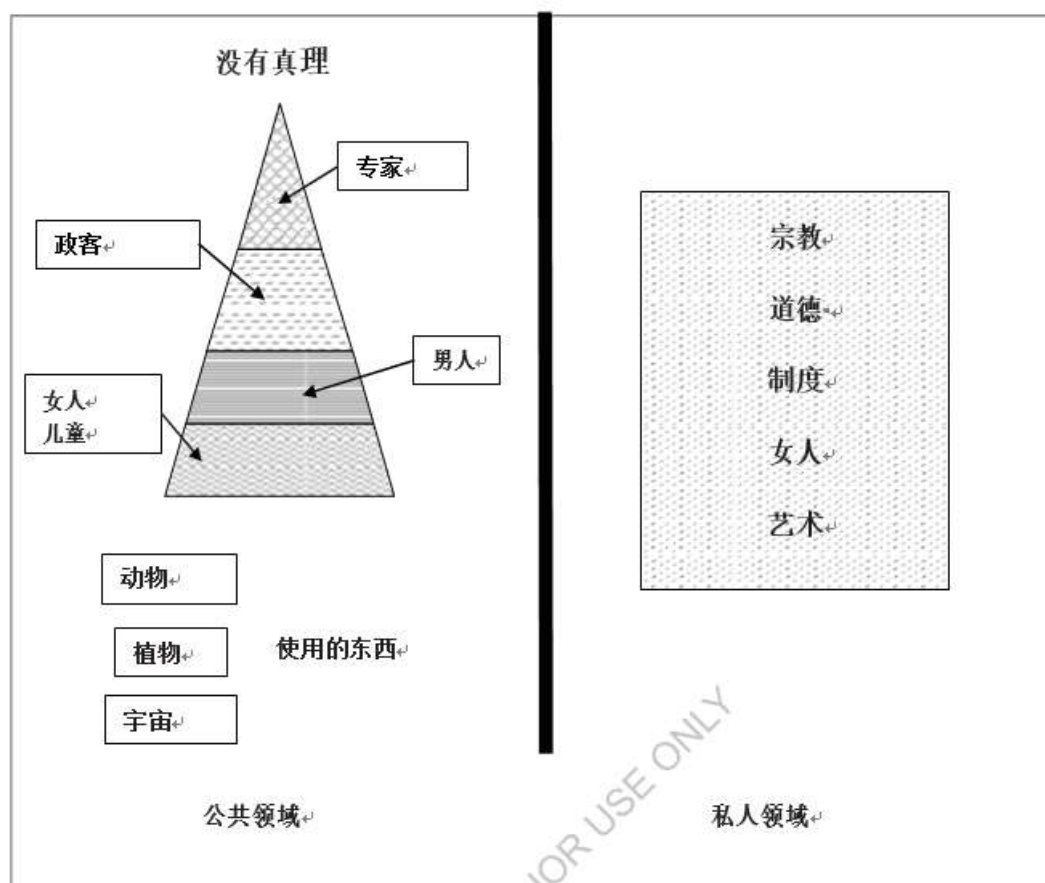 没有真理
专家
政客
男人
女人
儿童
动物
植物
使用的东西
宇宙
公共领域
宗教
道德
制度
女人
艺术
私人领域
USE ONLY